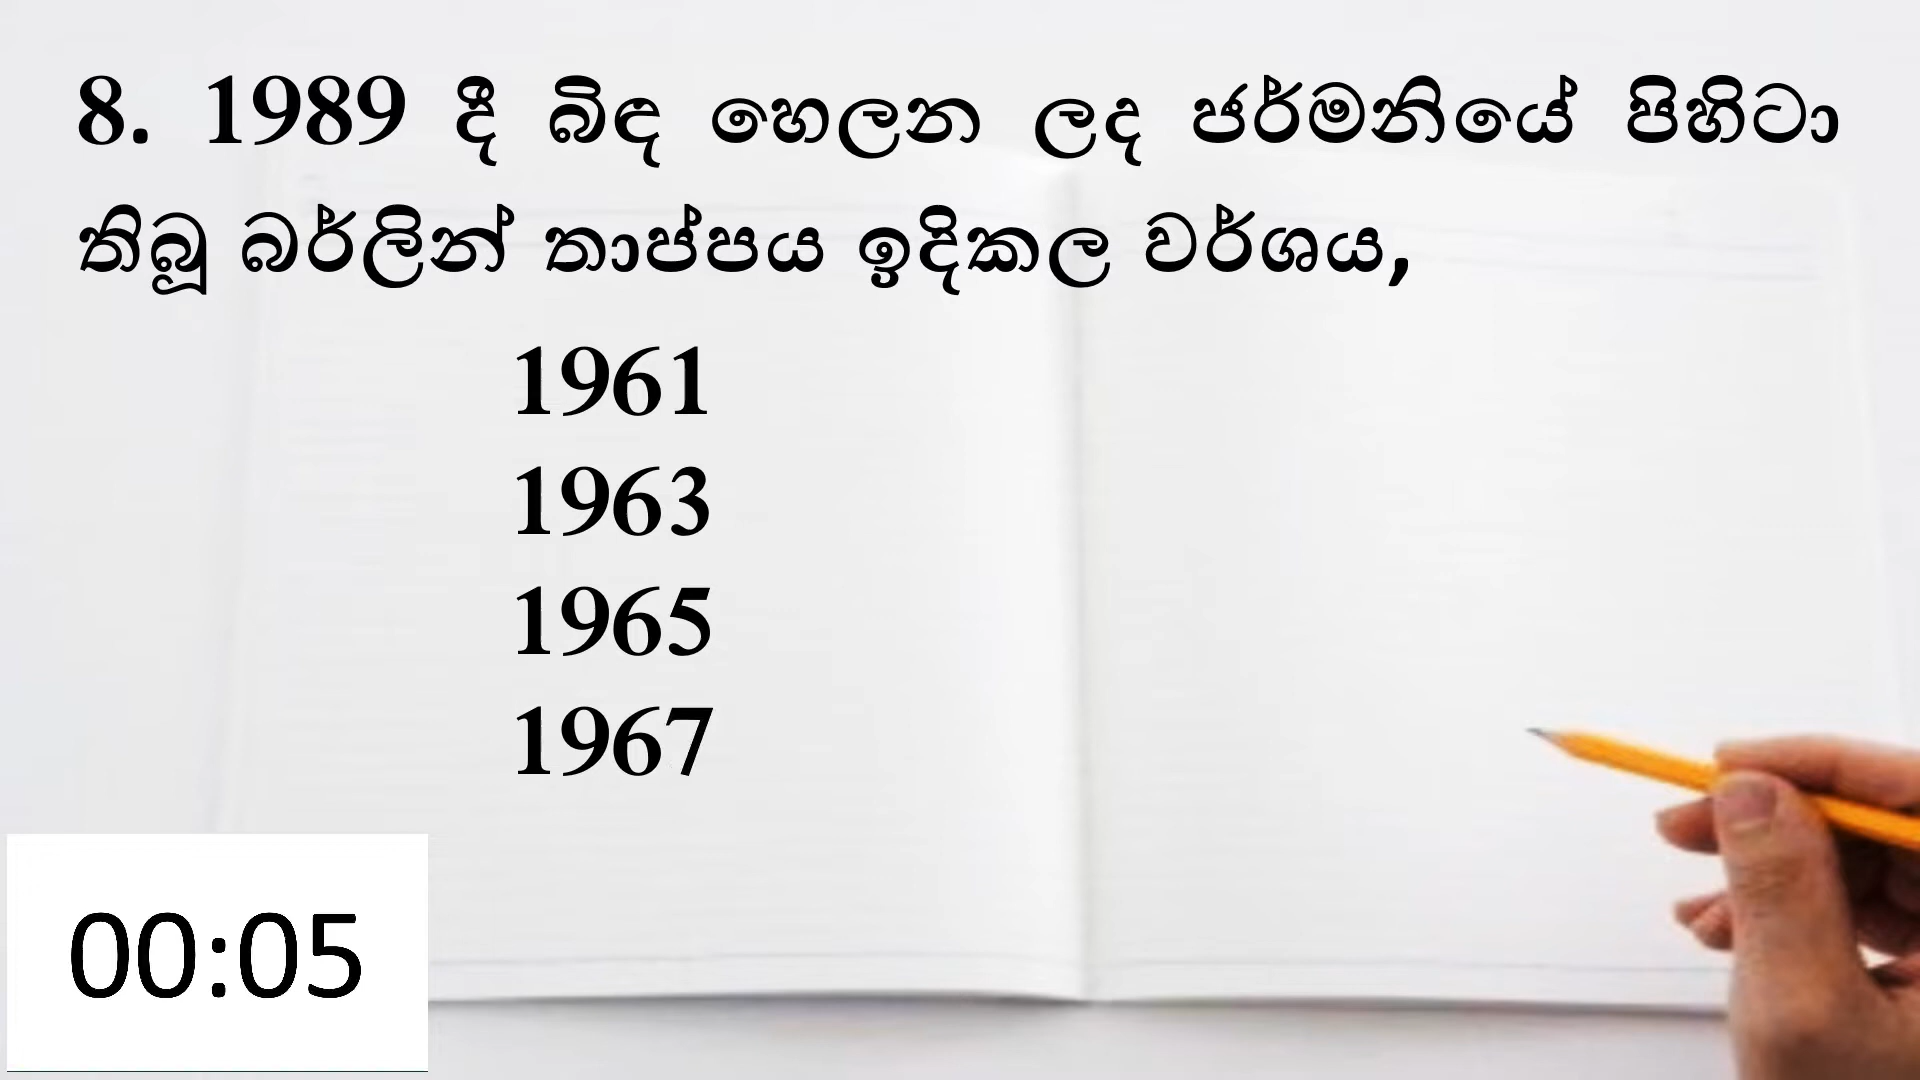 8. 1989 දී බිඳ හෙලන ලද ජර්මනියේ පිහිටා
තිබූ බර්ලින් තාප්පය ඉදිකල වර්ශය,
1961
1963
1965
1967
00:05